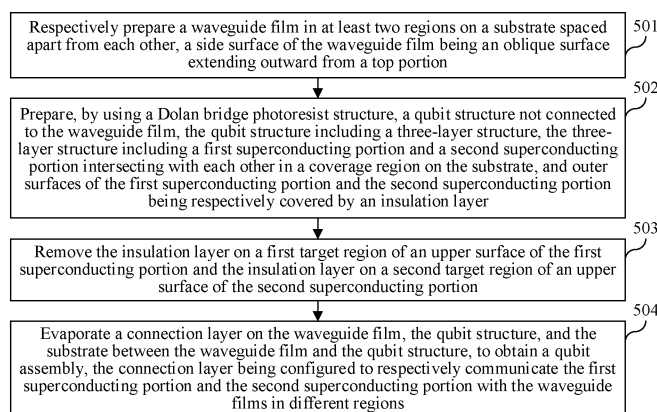 501
Respectively prepare a waveguide film in at least two regions on a substrate spaced
apart from each other, a side surface of the waveguide film being an oblique surface
extending outward from a top portion
502
Prepare, by using a Dolan bridge photoresist structure, a qubit structure not connected
to the waveguide film, the qubit structure including a three-layer structure, the three-
layer structure including a first superconducting portion and a second superconducting
portion intersecting with each other in a coverage region on the substrate, and outer
surfaces of the first superconducting portion and the second superconducting portion
being respectively covered by an insulation layer
503
Remove the insulation layer on a first target region of an upper surface of the first
superconducting portion and the insulation layer on a second target region of an upper
surface of the second superconducting portion
504
Evaporate a connection layer on the waveguide film, the qubit structure, and the
substrate between the waveguide film and the qubit structure, to obtain a qubit
assembly, the connection layer being configured to respectively communicate the first
superconducting portion and the second superconducting portion with the waveguide
films in different regions